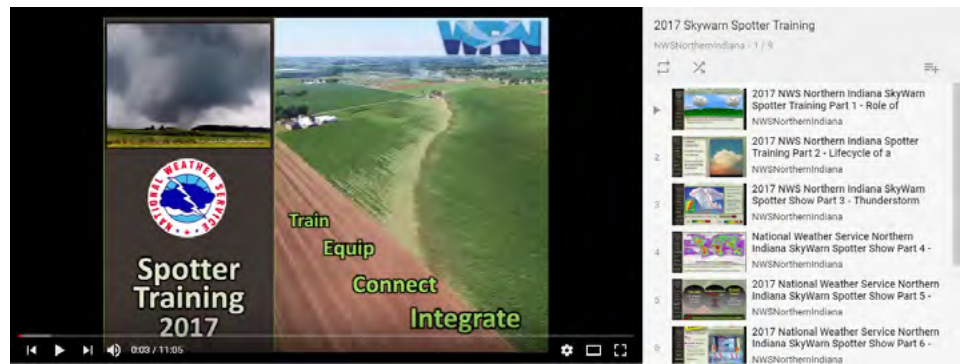 WRN
NATIONAL WEATHER SERVICE
Spotter
Training
2017
Train
Equip
Connect
Integrate
0:03 / 11:05
2017 Skywarn Spotter Training
NWSNorthernIndiana - 1 / 9
2017 NWS Northern Indiana SkyWarn
Spotter Training Part 1 - Role of
NWSNorthernIndiana
2
2017 NWS Northern Indiana Spotter
Training Part 2 - Lifecycle of a
NWSNorthernIndiana
3
2017 NWS Northern Indiana SkyWarn
Spotter Show Part 3 - Thunderstorm
NWSNorthernIndiana
4
National Weather Service Northern
Indiana SkyWarn Spotter Show Part 4 -
NWSNorthernIndiana
5
2017 National Weather Service Northern
Indiana SkyWarn Spotter Show Part 5 -
NWSNorthernIndiana
6
2017 National Weather Service Northern
Indiana SkyWarn Spotter Show Part 6 -
NWSNorthernIndiana